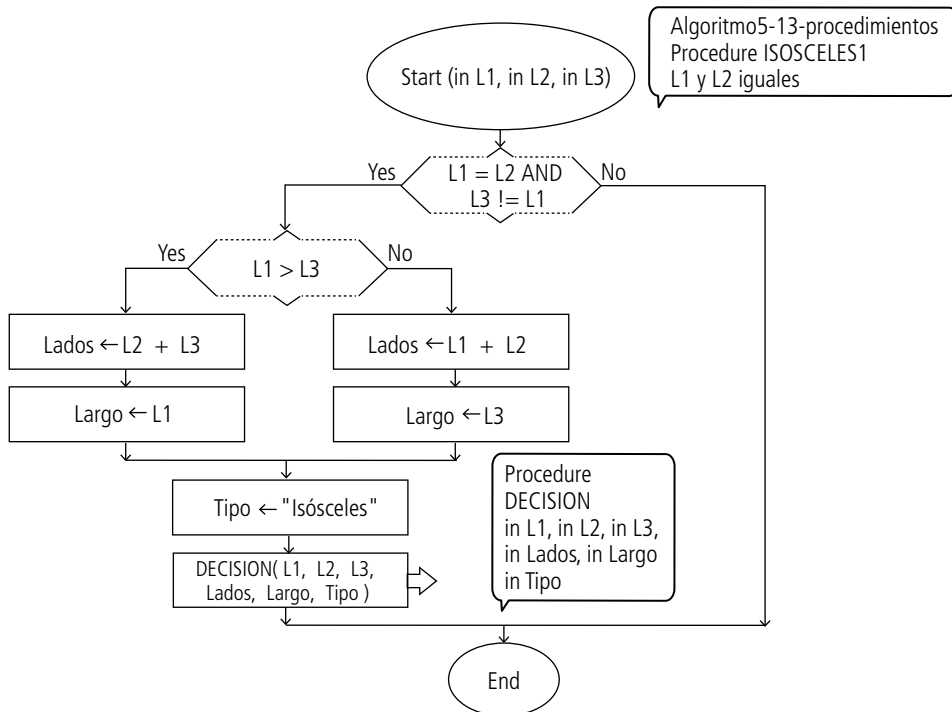 Algoritmo5-13-procedimientos
Procedure ISOSCELES1
L1 y L2 iguales
Start (in L1, in L2, in L3)
Yes
L1 = L2 AND
L3 != L1
No
Yes
L1 > L3
No
Lados ← L2 + L3
Lados ← L1 + L2
Largo ← L1
Largo ← L3
Tipo ← "Isósceles"
DECISION( L1, L2, L3,
Lados, Largo, Tipo )
Procedure
DECISION
in L1, in L2, in L3,
in Lados, in Largo
in Tipo
End